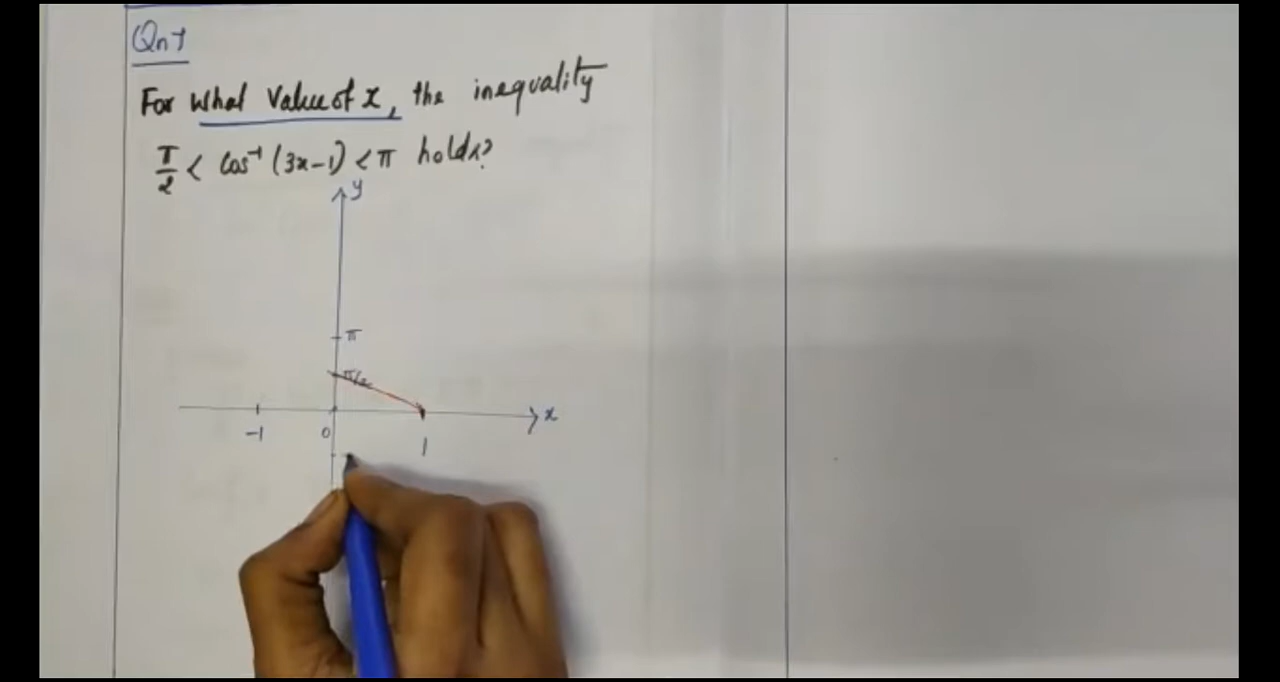 Qn 7
For what value of x, the inequality
π/2 < cos⁻¹ (3x-1) < π holds?
y
π
π/2
x
-1 0 1